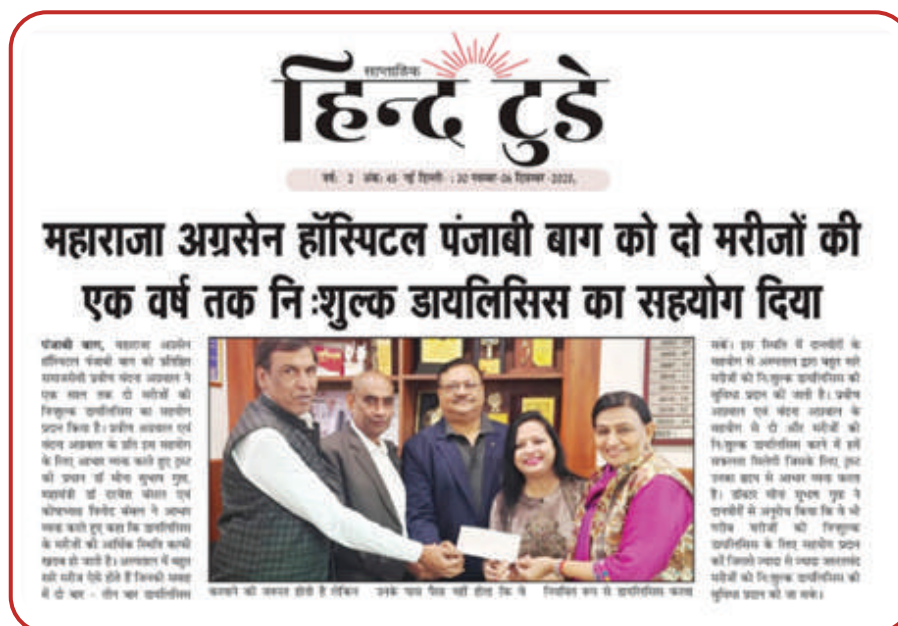 साप्ताहिक
हिन्द टुडे
वर्ष: 2 अंक: 45 नई दिल्ली : 30 नवम्बर-06 दिसम्बर-2025,
महाराजा अग्रसेन हॉस्पिटल पंजाबी बाग को दो मरीजों की
एक वर्ष तक नि:शुल्क डायलिसिस का सहयोग दिया
पंजाबी बाग, महाराजा अग्रसेन
हॉस्पिटल पंजाबी बाग को प्रतिष्ठित
समाजसेवी प्रवीन वंदना अग्रवाल ने
एक साल तक दो मरीजों की
निःशुल्क डायलिसिस का सहयोग
प्रदान किया है। प्रवीन अग्रवाल एवं
वंदना अग्रवाल के प्रति इस सहयोग
के लिए आभार व्यक्त करते हुए ट्रस्ट
की प्रधान डॉ मीना सुभाष गुप्ता,
महामंत्री डॉ राजेश बंसल एवं
कोषाध्यक्ष विनोद बंसल ने आभार
व्यक्त करते हुए कहा कि डायलिसिस
के मरीजों की आर्थिक स्थिति काफी
खराब हो जाती है। अस्पताल में बहुत
सारे मरीज ऐसे होते हैं जिनकी सप्ताह
में दो बार - तीन बार डायलिसिस
करवाने की जरूरत होती है लेकिन
उनके पास पैसा नहीं होता कि वे
नियमित रूप से डायलिसिस करवा
सकें। इस स्थिति में दानवीरों के
सहयोग से अस्पताल द्वारा बहुत सारे
मरीजों की नि:शुल्क डायलिसिस की
सुविधा प्रदान की जाती है। प्रवीन
अग्रवाल एवं वंदना अग्रवाल के
सहयोग से दो और मरीजों की
नि:शुल्क डायलिसिस करने में हमें
सफलता मिलेगी जिसके लिए ट्रस्ट
उनका हृदय से आभार व्यक्त करता
है। डॉक्टर मीना सुभाष गुप्ता ने
दानवीरों से अनुरोध किया कि वे भी
गरीब मरीजों की निःशुल्क
डायलिसिस के लिए सहयोग प्रदान
करें जिससे ज्यादा से ज्यादा जरूरतमंद
मरीजों की नि:शुल्क डायलिसिस की
सुविधा प्रदान की जा सके।